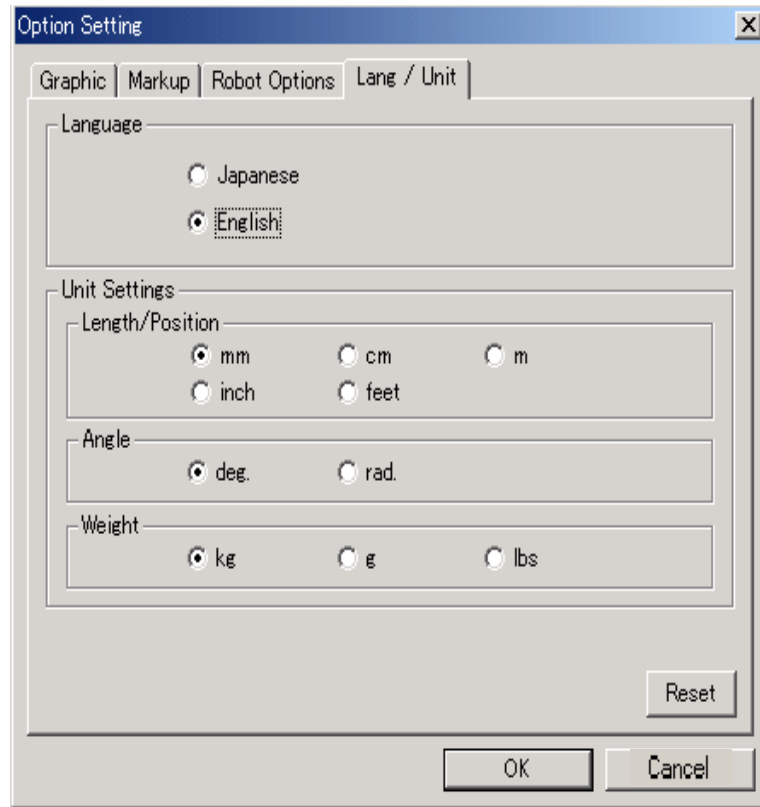 Option Setting
Graphic Markup Robot Options Lang / Unit
Language
Japanese
English
Unit Settings
Length/Position
mm cm m
inch feet
Angle
deg. rad.
Weight
kg g lbs
Reset
OK Cancel